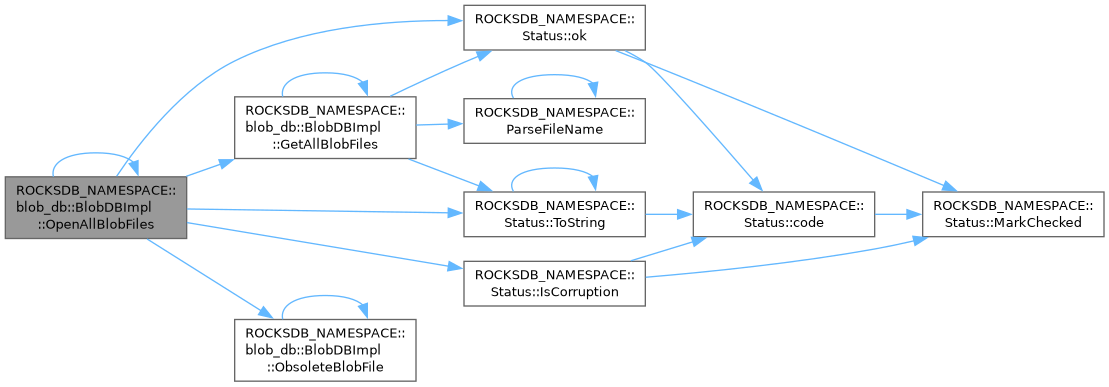 ROCKSDB_NAMESPACE::
blob_db::BlobDBImpl
::OpenAllBlobFiles
ROCKSDB_NAMESPACE::
blob_db::BlobDBImpl
::GetAllBlobFiles
ROCKSDB_NAMESPACE::
blob_db::BlobDBImpl
::ObsoleteBlobFile
ROCKSDB_NAMESPACE::
Status::ok
ROCKSDB_NAMESPACE::
ParseFileName
ROCKSDB_NAMESPACE::
Status::ToString
ROCKSDB_NAMESPACE::
Status::IsCorruption
ROCKSDB_NAMESPACE::
Status::code
ROCKSDB_NAMESPACE::
Status::MarkChecked